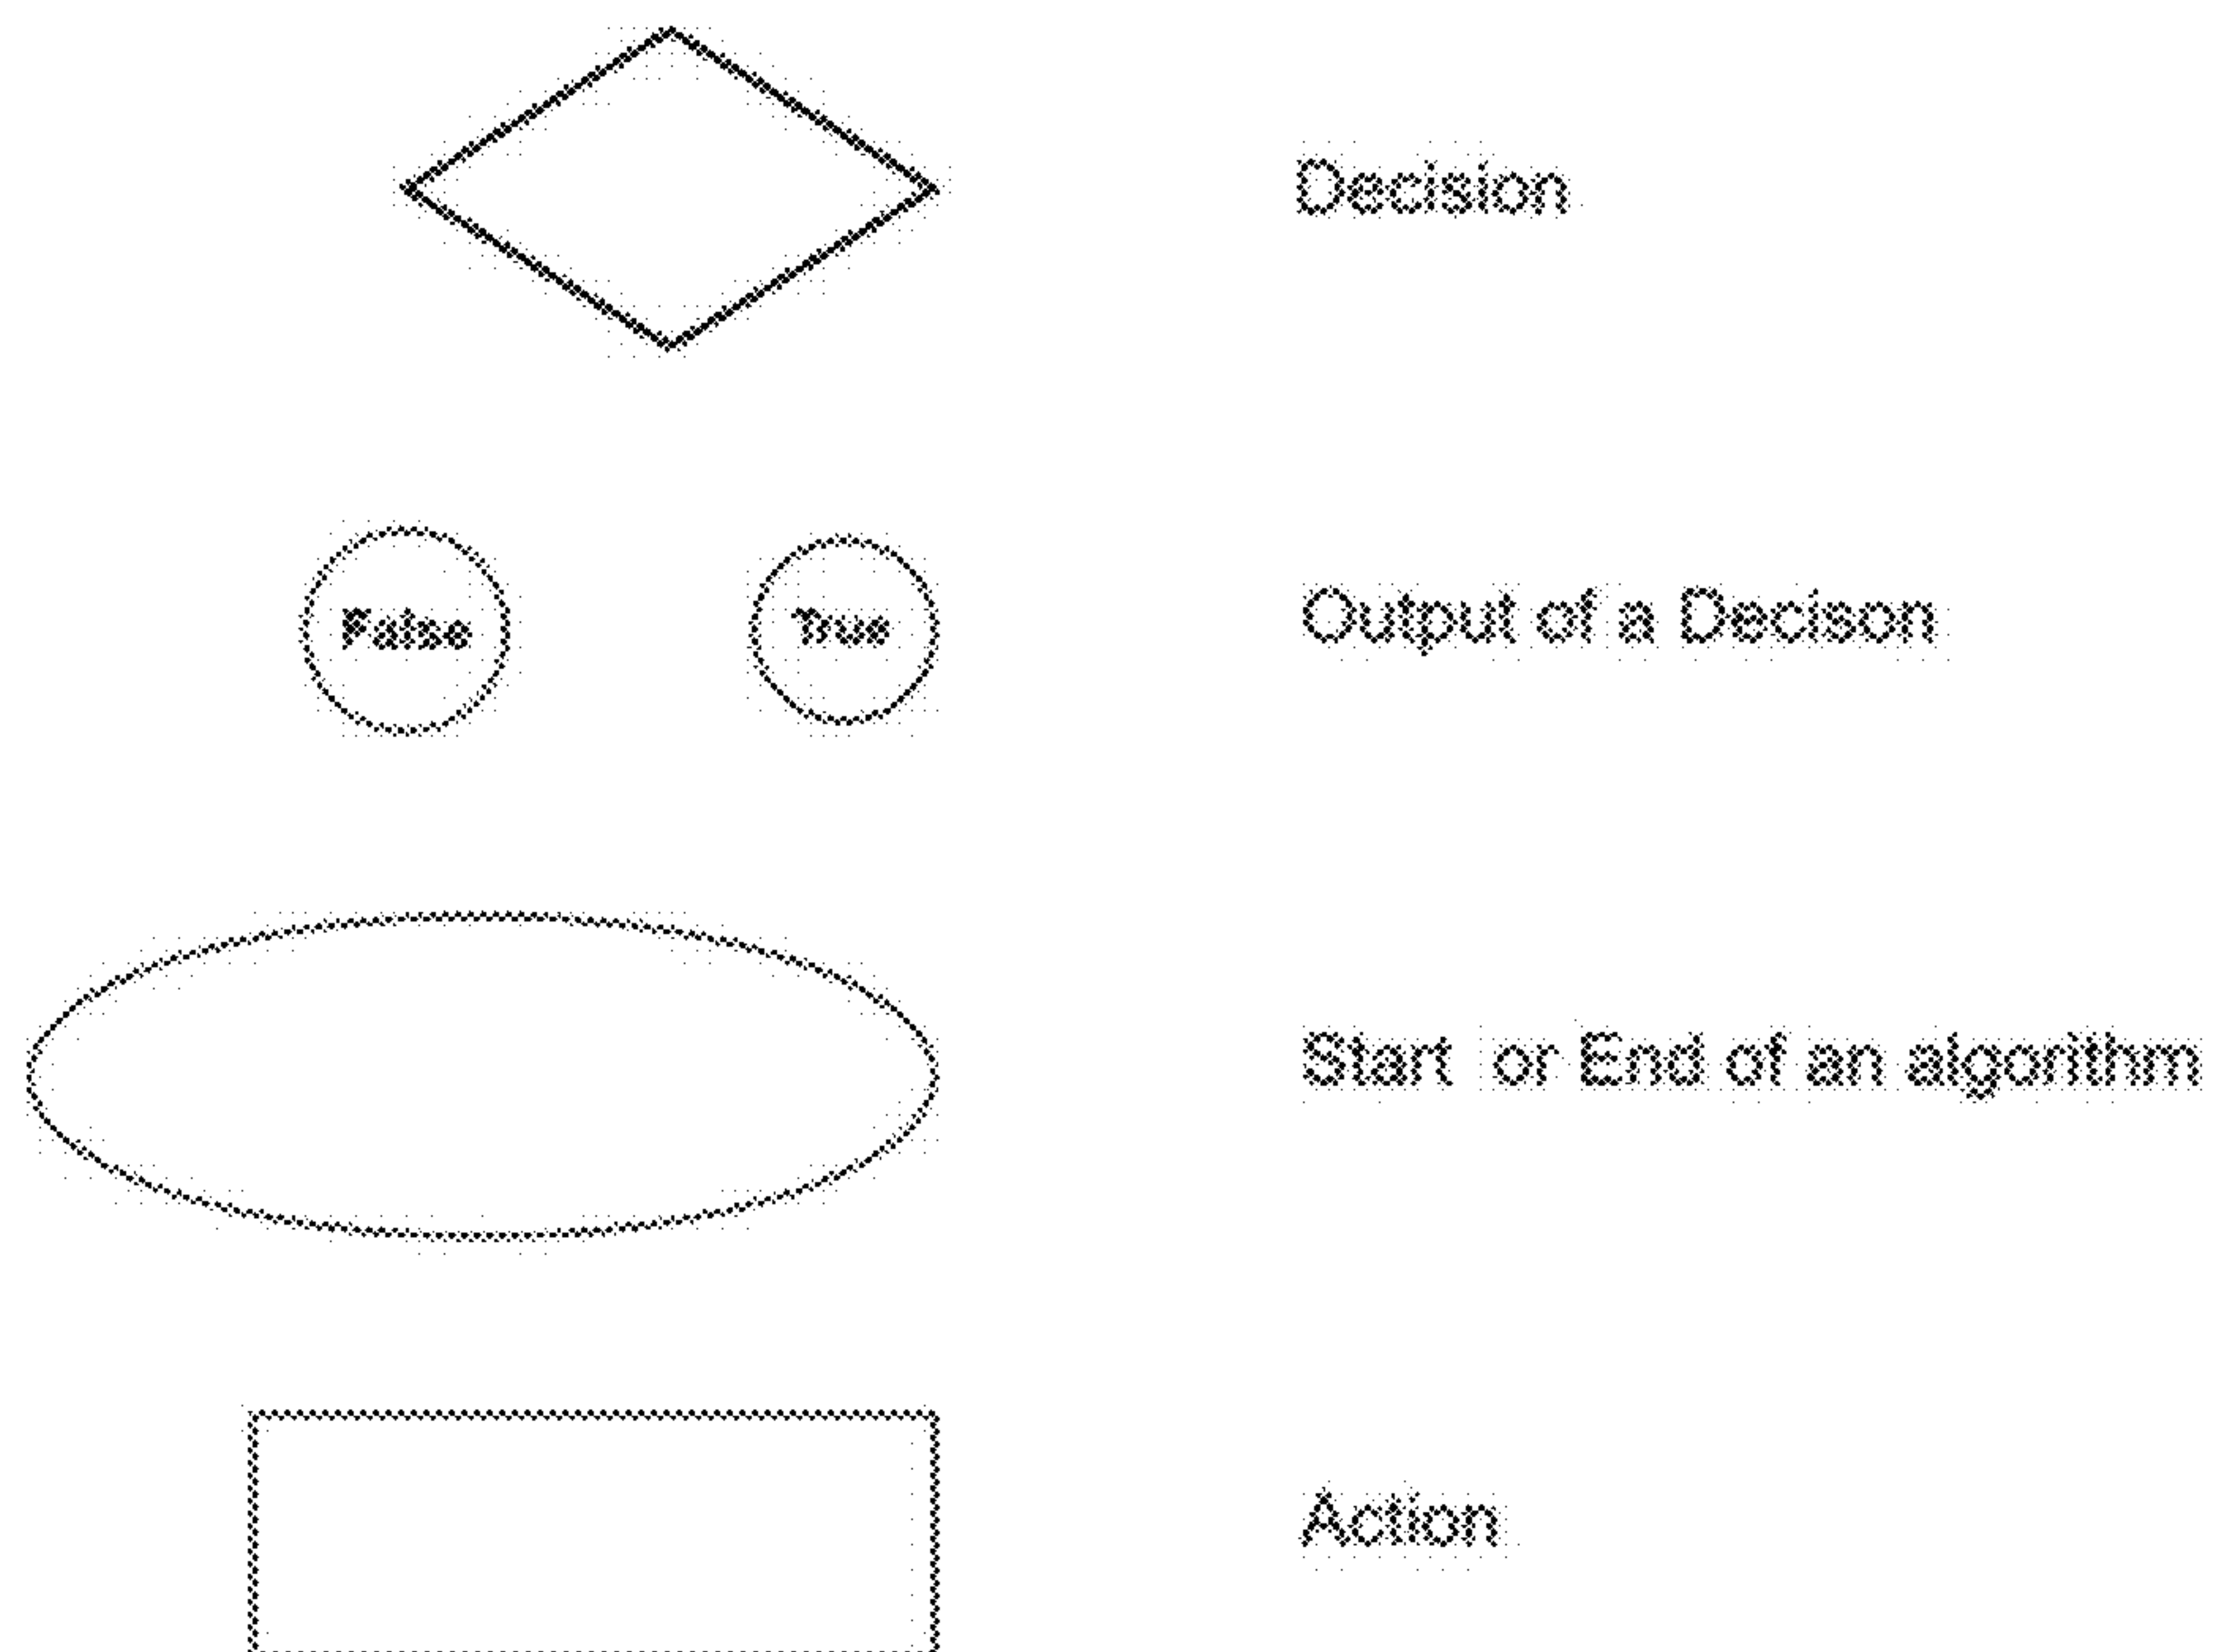 Decision
False True Output of a Decison
Start or End of an algorithm
Action